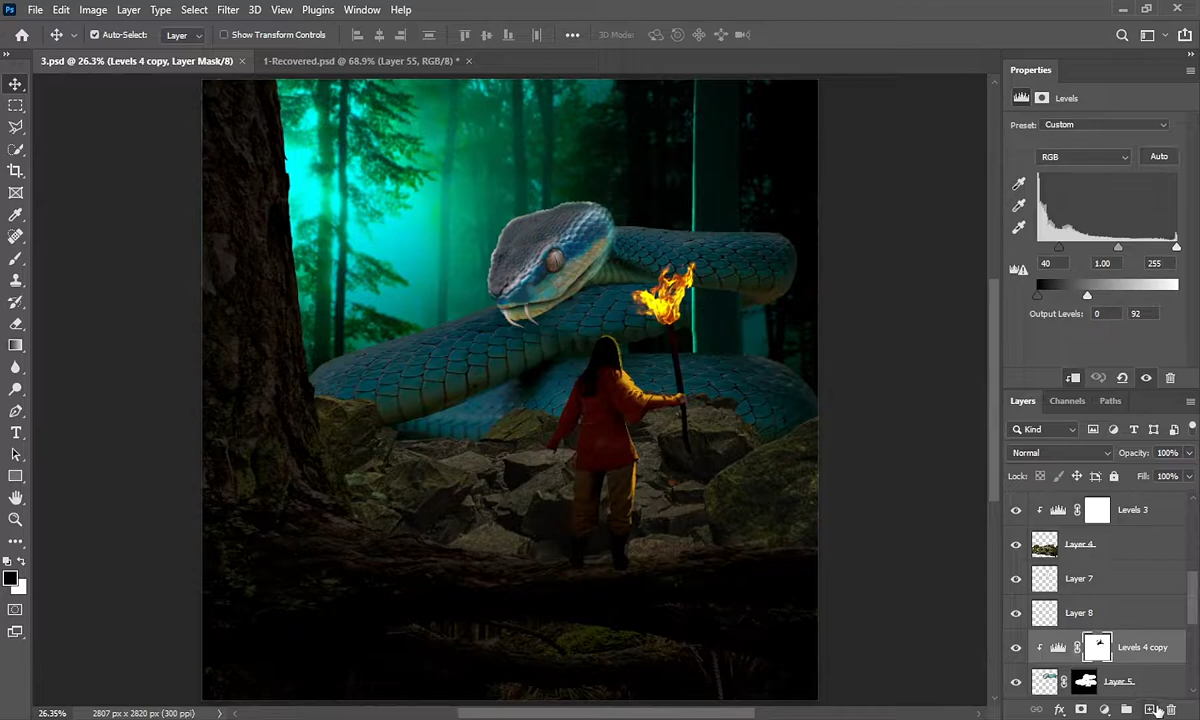 Ps File Edit Image Layer Type Select Filter 3D View Plugins Window Help
Auto-Select: Layer Show Transform Controls 3D Mode:
3.psd @ 26.3% (Levels 4 copy, Layer Mask/8) × 1-Recovered.psd @ 68.9% (Layer 55, RGB/8) * ×
Properties
Levels
Preset: Custom
RGB Auto
40 1.00 255
Output Levels: 0 92
Layers Channels Paths
Kind
Normal Opacity: 100%
Lock: Fill: 100%
Levels 3
Layer 4
Layer 7
Layer 8
Levels 4 copy
Layer 5
26.35% 2807 px x 2820 px (300 ppi)